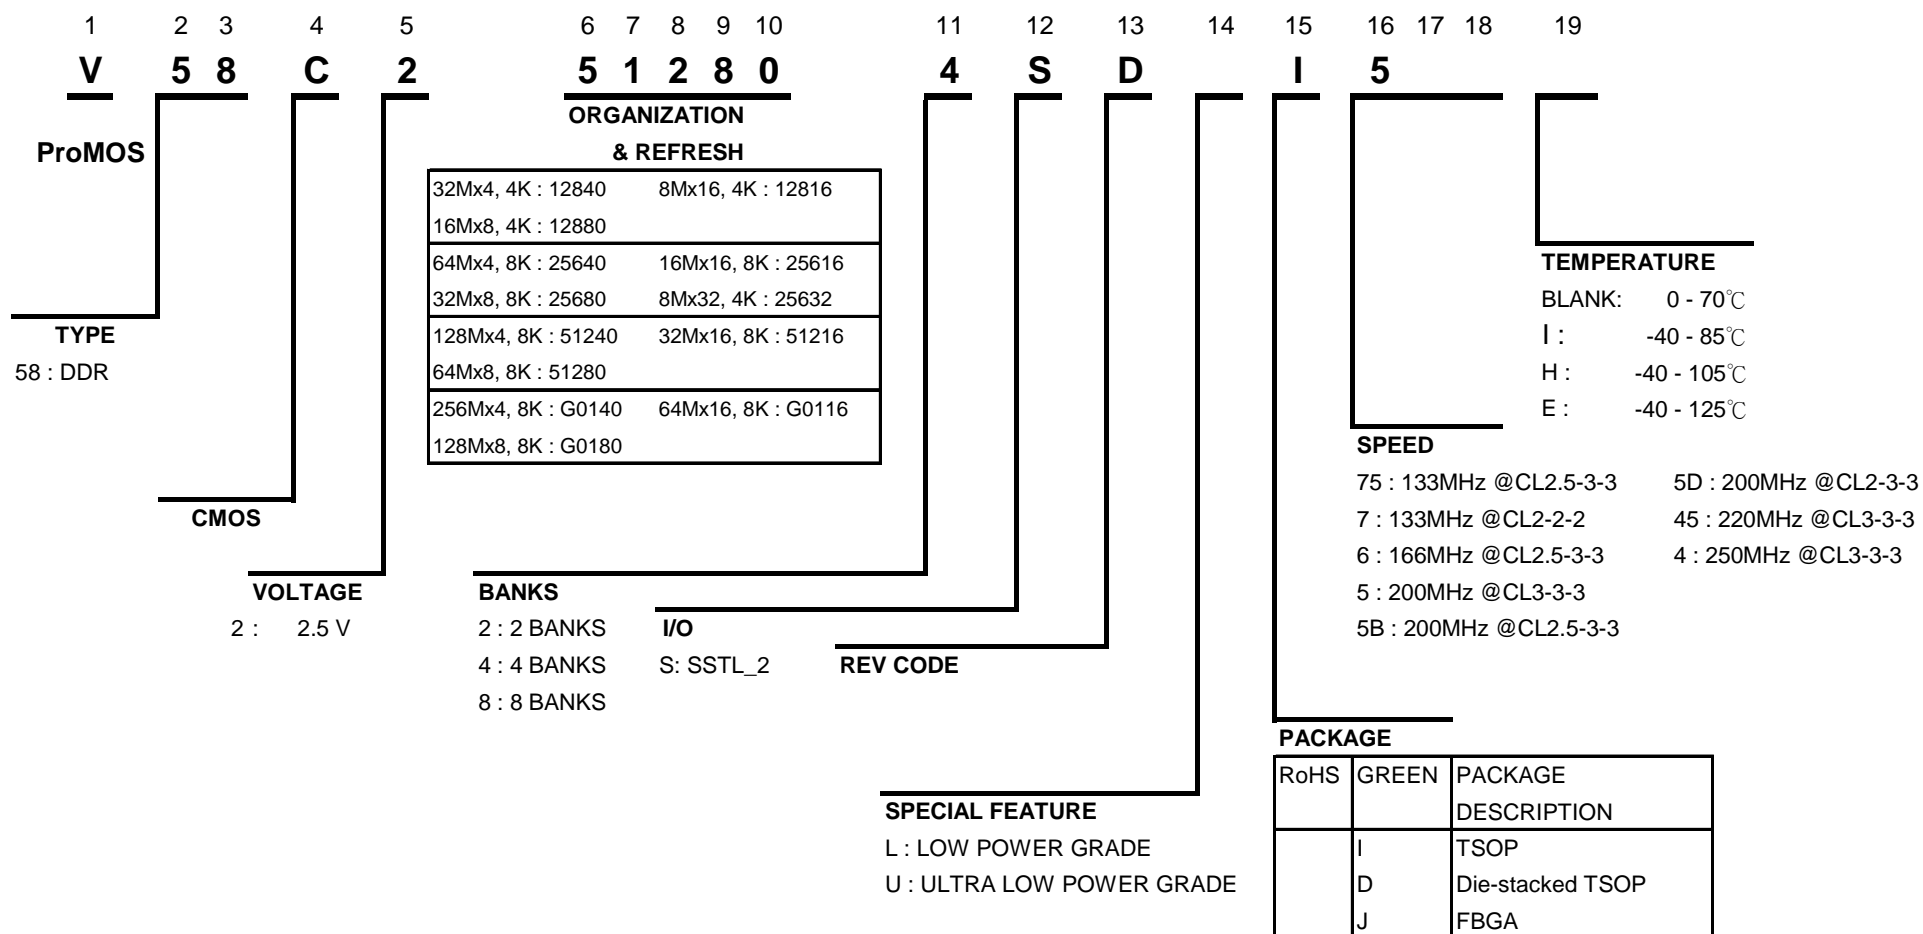 1 2 3 4 5 6 7 8 9 10 11 12 13 14 15 16 17 18 19
V 5 8 C 2 5 1 2 8 0 4 S D I 5
ORGANIZATION
& REFRESH
ProMOS
32Mx4, 4K : 12840 8Mx16, 4K : 12816
16Mx8, 4K : 12880
64Mx4, 8K : 25640 16Mx16, 8K : 25616
32Mx8, 8K : 25680 8Mx32, 4K : 25632
128Mx4, 8K : 51240 32Mx16, 8K : 51216
64Mx8, 8K : 51280
256Mx4, 8K : G0140 64Mx16, 8K : G0116
128Mx8, 8K : G0180
TEMPERATURE
BLANK: 0 - 70℃
I : -40 - 85℃
H : -40 - 105℃
E : -40 - 125℃
TYPE
58 : DDR
SPEED
75 : 133MHz @CL2.5-3-3 5D : 200MHz @CL2-3-3
7 : 133MHz @CL2-2-2 45 : 220MHz @CL3-3-3
6 : 166MHz @CL2.5-3-3 4 : 250MHz @CL3-3-3
5 : 200MHz @CL3-3-3
5B : 200MHz @CL2.5-3-3
CMOS
VOLTAGE
2 : 2.5 V
BANKS
2 : 2 BANKS
4 : 4 BANKS
8 : 8 BANKS
I/O
S: SSTL_2
REV CODE
SPECIAL FEATURE
L : LOW POWER GRADE
U : ULTRA LOW POWER GRADE
PACKAGE
RoHS GREEN PACKAGE
DESCRIPTION
I TSOP
D Die-stacked TSOP
J FBGA